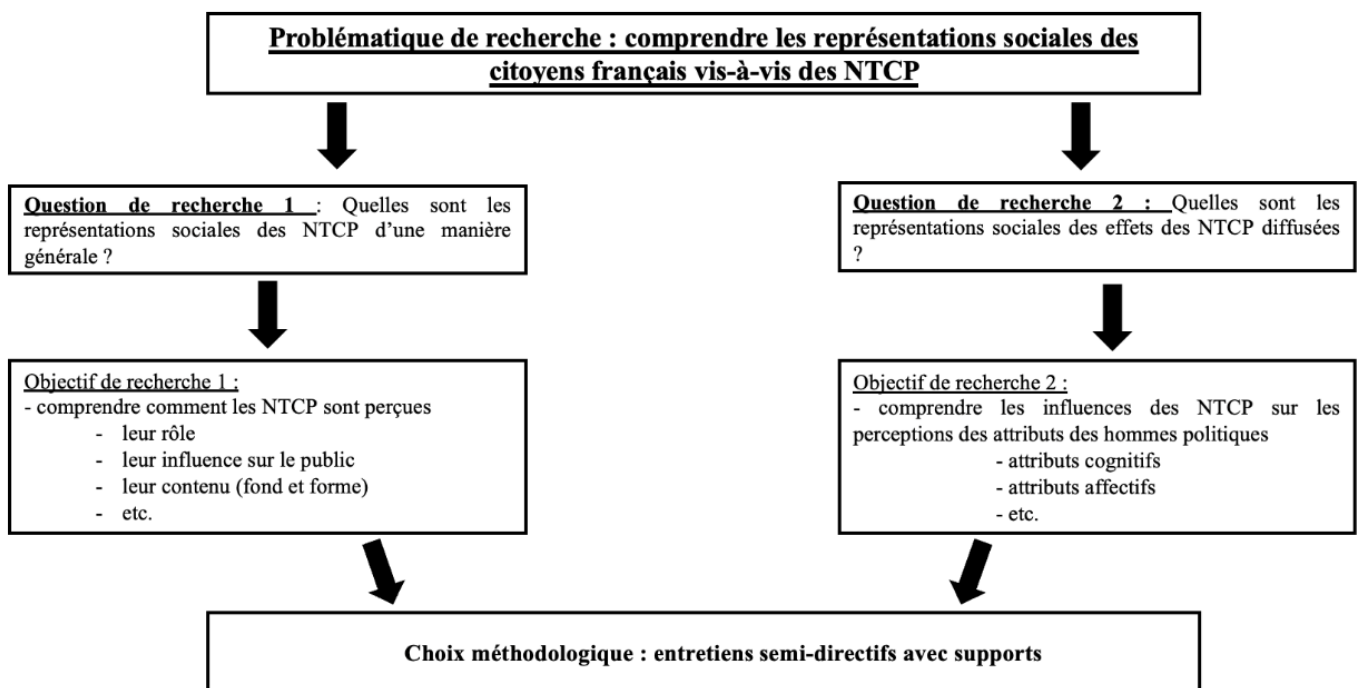 Problématique de recherche : comprendre les représentations sociales des
citoyens français vis-à-vis des NTCP
Question de recherche 1 : Quelles sont les
représentations sociales des NTCP d’une manière
générale ?
Question de recherche 2 : Quelles sont les
représentations sociales des effets des NTCP diffusées
?
Objectif de recherche 1 :
- comprendre comment les NTCP sont perçues
- leur rôle
- leur influence sur le public
- leur contenu (fond et forme)
- etc.
Objectif de recherche 2 :
- comprendre les influences des NTCP sur les
perceptions des attributs des hommes politiques
- attributs cognitifs
- attributs affectifs
- etc.
Choix méthodologique : entretiens semi-directifs avec supports